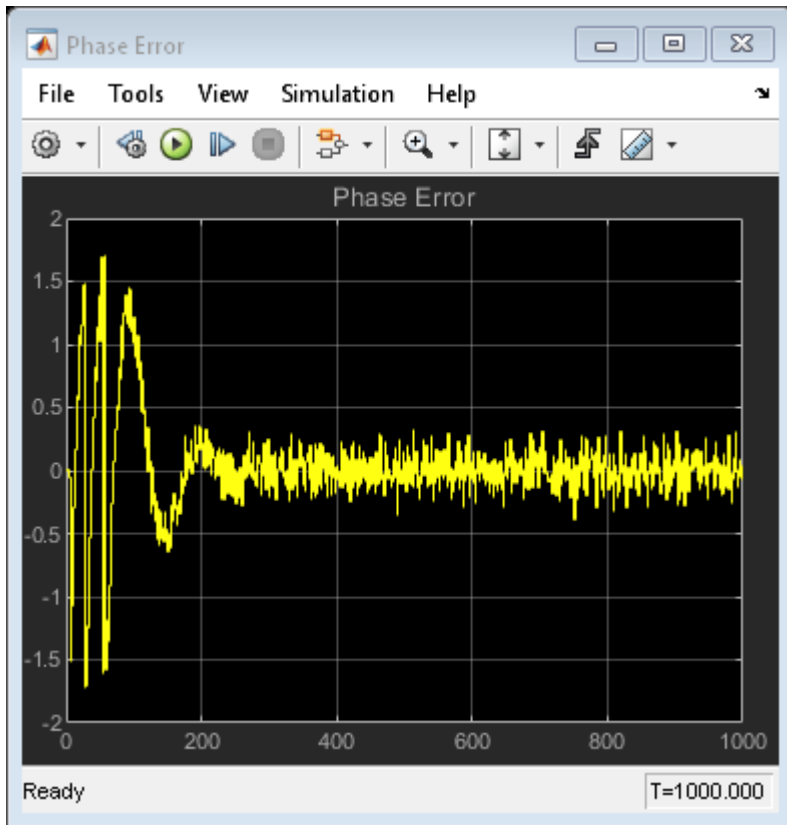 Phase Error
File Tools View Simulation Help
Phase Error
2
1.5
1
0.5
0
-0.5
-1
-1.5
-2
0 200 400 600 800 1000
Ready T=1000.000